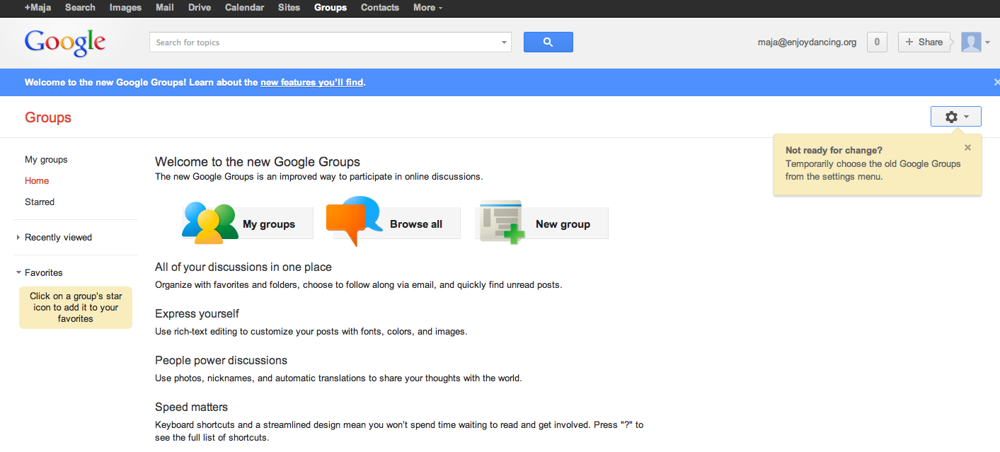 +Maja Search Images Mail Drive Calendar Sites Groups Contacts More
Google
Search for topics
maja@enjoydancing.org
0
+ Share
Welcome to the new Google Groups! Learn about the new features you'll find.
Groups
Not ready for change?
Temporarily choose the old Google Groups
from the settings menu.
My groups
Home
Starred
Recently viewed
Favorites
Click on a group's star
icon to add it to your
favorites
Welcome to the new Google Groups
The new Google Groups is an improved way to participate in online discussions.
My groups
Browse all
New group
All of your discussions in one place
Organize with favorites and folders, choose to follow along via email, and quickly find unread posts.
Express yourself
Use rich-text editing to customize your posts with fonts, colors, and images.
People power discussions
Use photos, nicknames, and automatic translations to share your thoughts with the world.
Speed matters
Keyboard shortcuts and a streamlined design mean you won't spend time waiting to read and get involved. Press "?" to
see the full list of shortcuts.